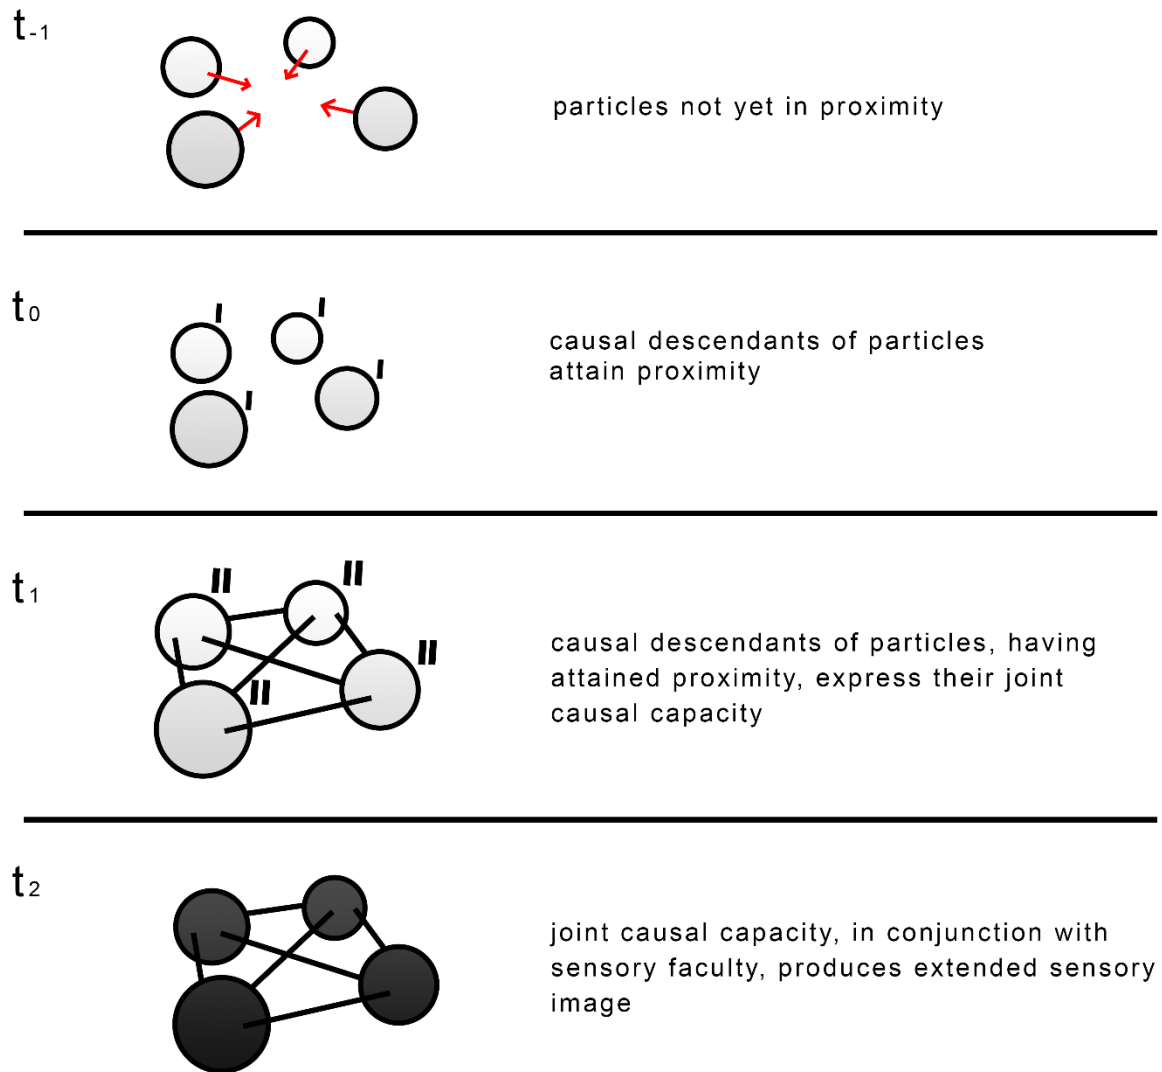 t-1
particles not yet in proximity
t0
I
I
I
I
causal descendants of particles
attain proximity
t1
II
II
II
II
causal descendants of particles, having
attained proximity, express their joint
causal capacity
t2
joint causal capacity, in conjunction with
sensory faculty, produces extended sensory
image